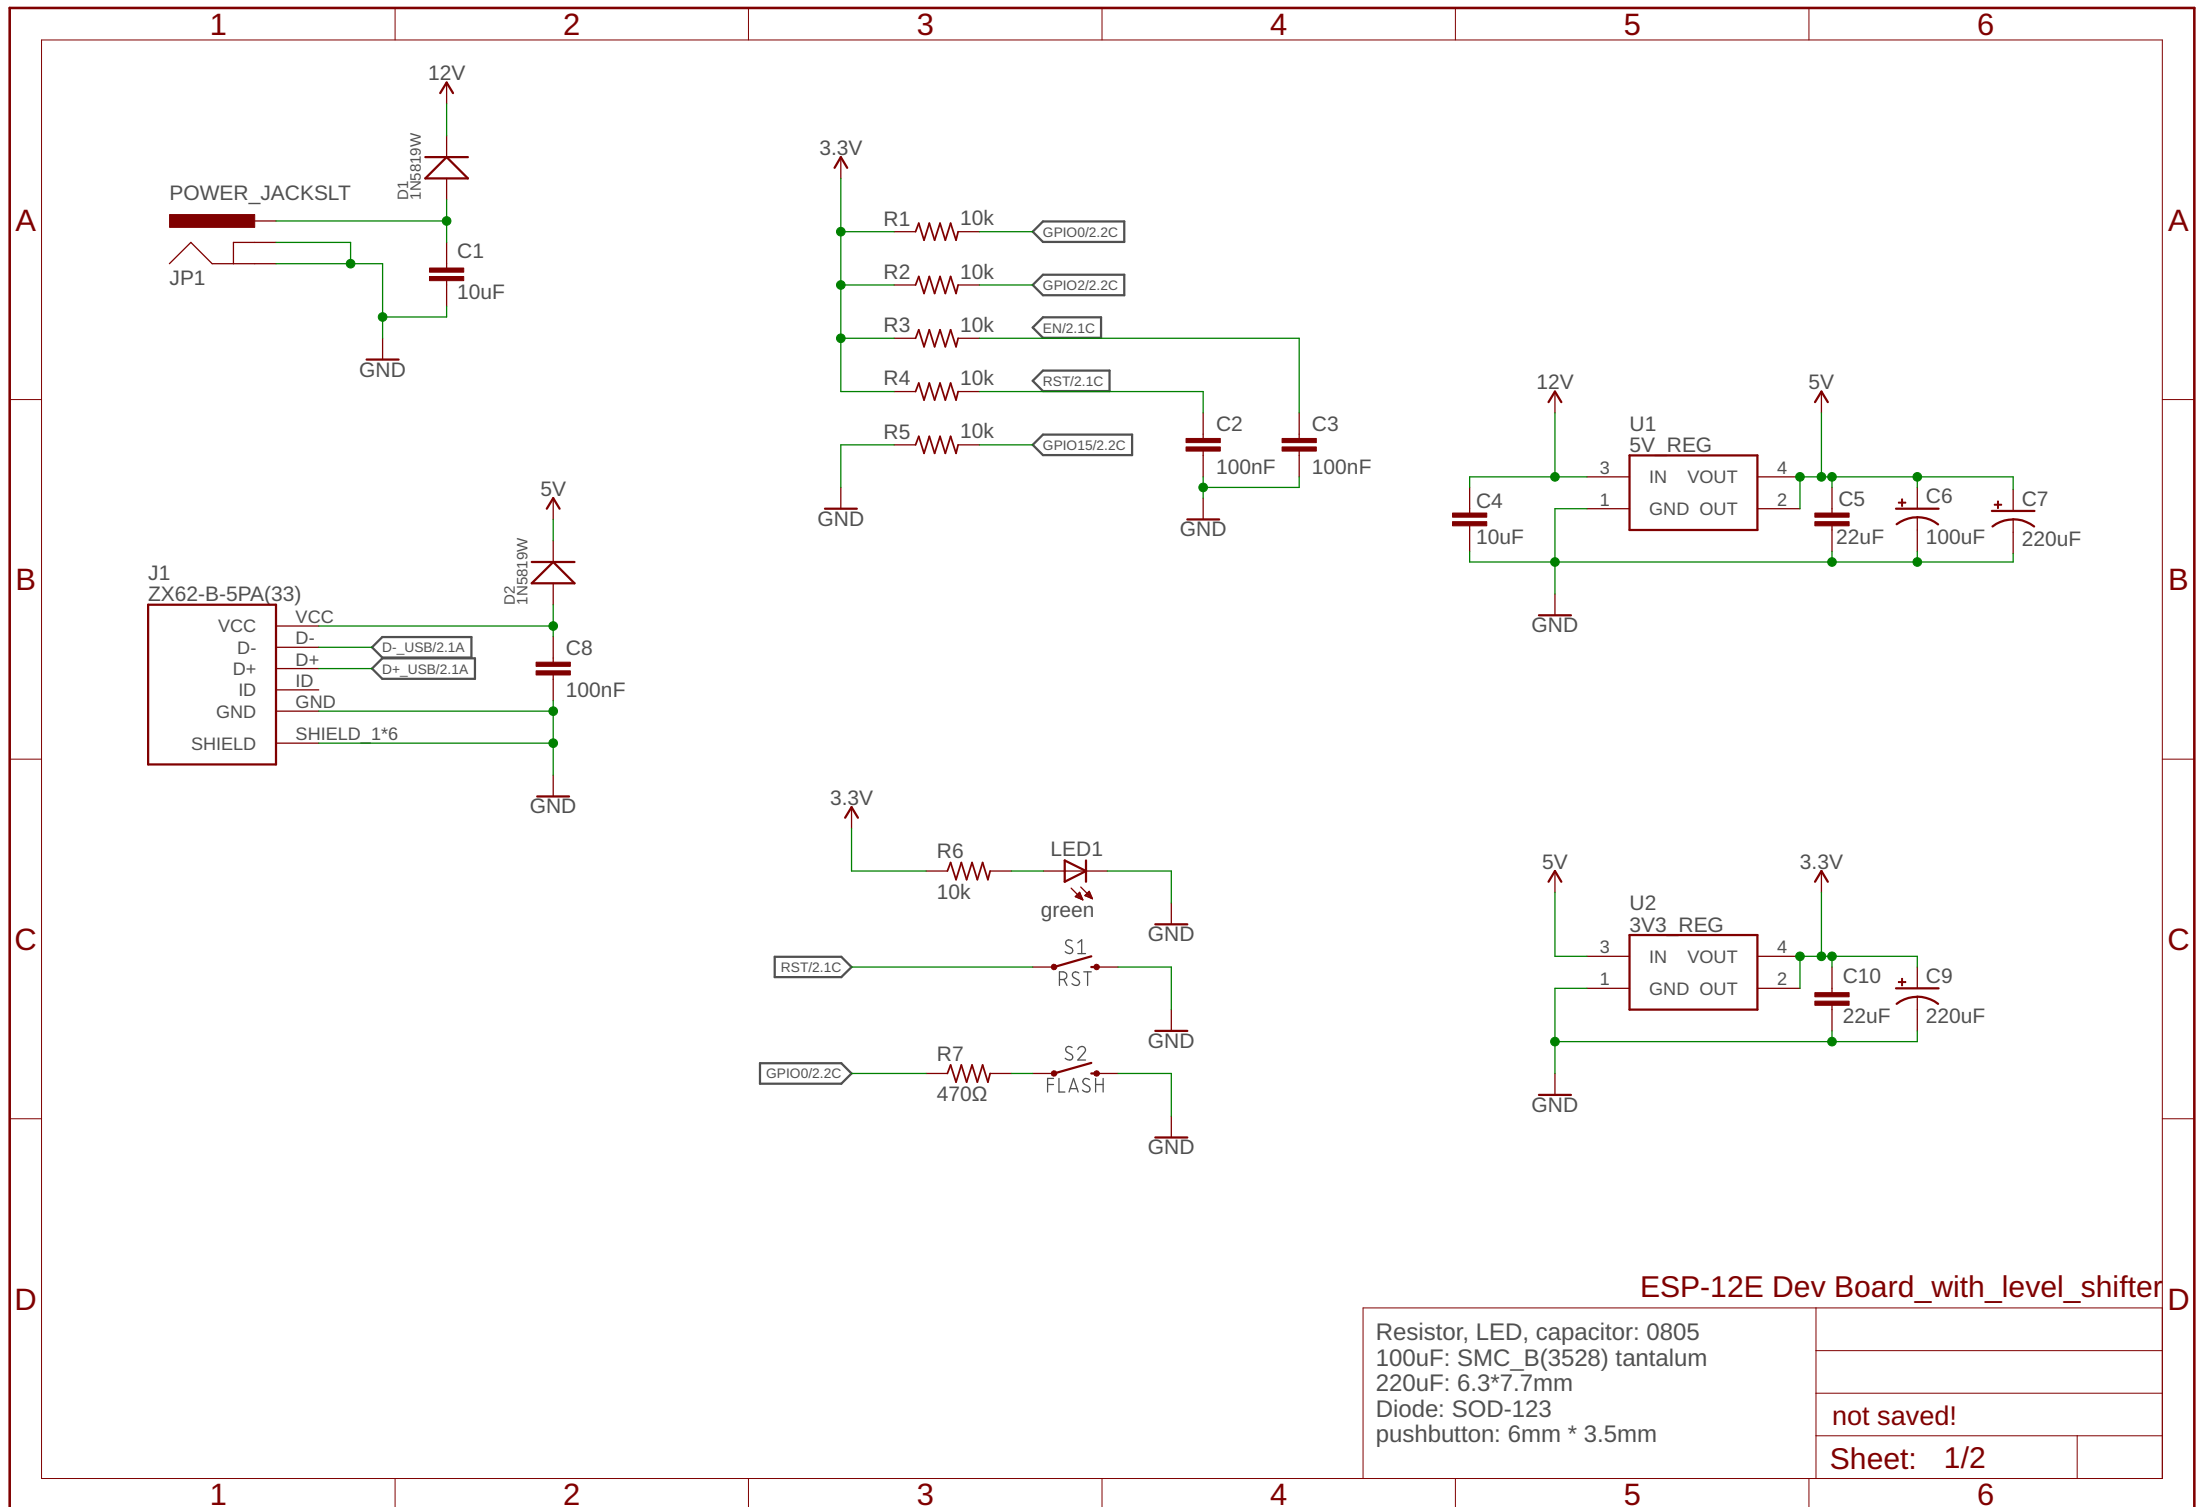 1 2 3 4 5 6
A
A
B
B
C
C
D
D
12V
D1
1N5819W
POWER_JACKSLT
JP1
C1
10uF
GND
3.3V
R1 10k GPIO0/2.2C
R2 10k GPIO2/2.2C
R3 10k EN/2.1C
R4 10k RST/2.1C
R5 10k GPIO15/2.2C
GND
C2
100nF
C3
100nF
GND
12V
5V
U1
5V_REG
3 IN VOUT 4
1 GND OUT 2
C4
10uF
C5
22uF
C6
100uF
C7
220uF
GND
5V
D2
1N5819W
J1
ZX62-B-5PA(33)
VCC VCC
D- D- D-_USB/2.1A
D+ D+ D+_USB/2.1A
ID ID
GND GND
SHIELD SHIELD_1*6
C8
100nF
GND
3.3V
R6
10k
LED1
green
GND
RST/2.1C
S1
RST
GND
GPIO0/2.2C
R7
470Ω
S2
FLASH
GND
5V
3.3V
U2
3V3_REG
3 IN VOUT 4
1 GND OUT 2
C10
22uF
C9
220uF
GND
ESP-12E Dev Board_with_level_shifter
Resistor, LED, capacitor: 0805
100uF: SMC_B(3528) tantalum
220uF: 6.3*7.7mm
Diode: SOD-123
pushbutton: 6mm * 3.5mm
not saved!
Sheet: 1/2
1 2 3 4 5 6